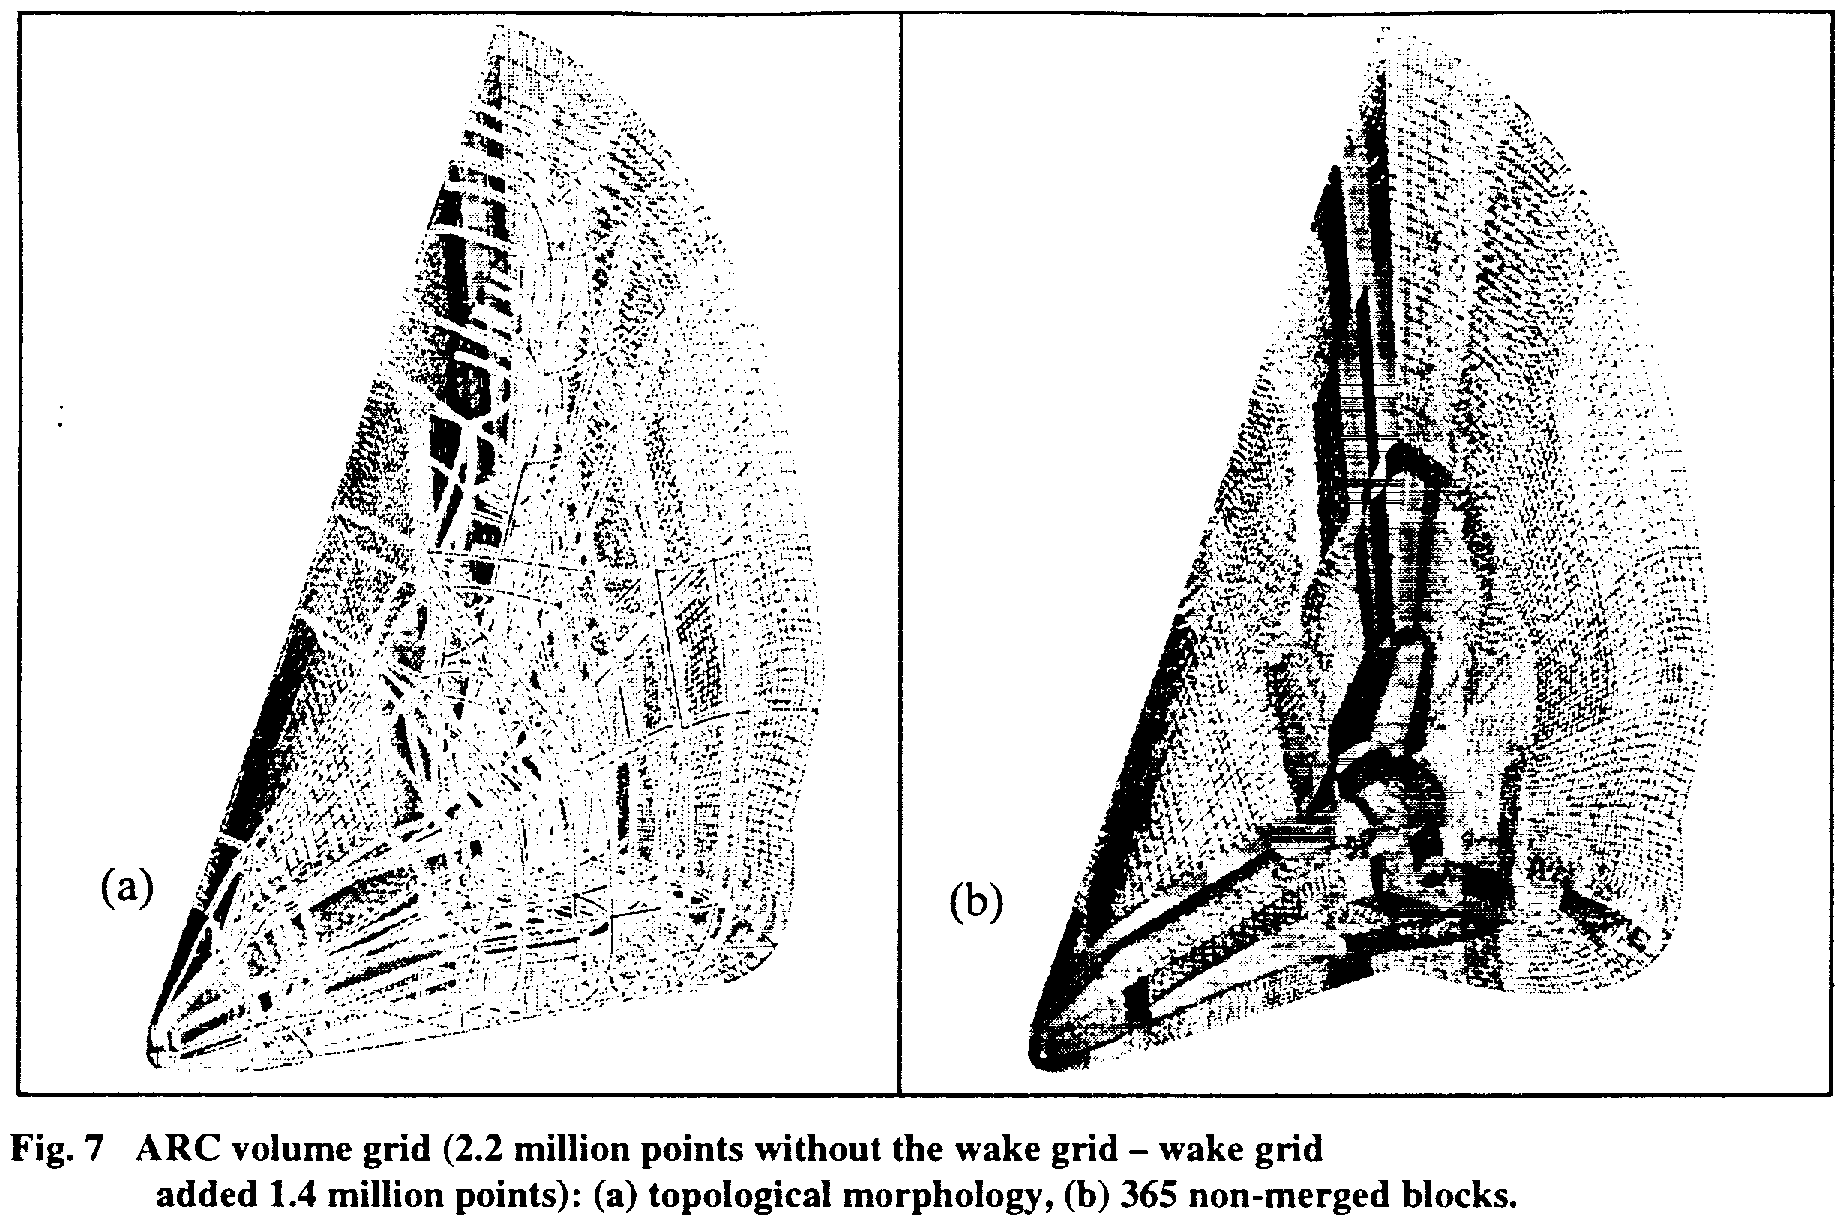 (a)
(b)
Fig. 7 ARC volume grid (2.2 million points without the wake grid – wake grid
added 1.4 million points): (a) topological morphology, (b) 365 non-merged blocks.